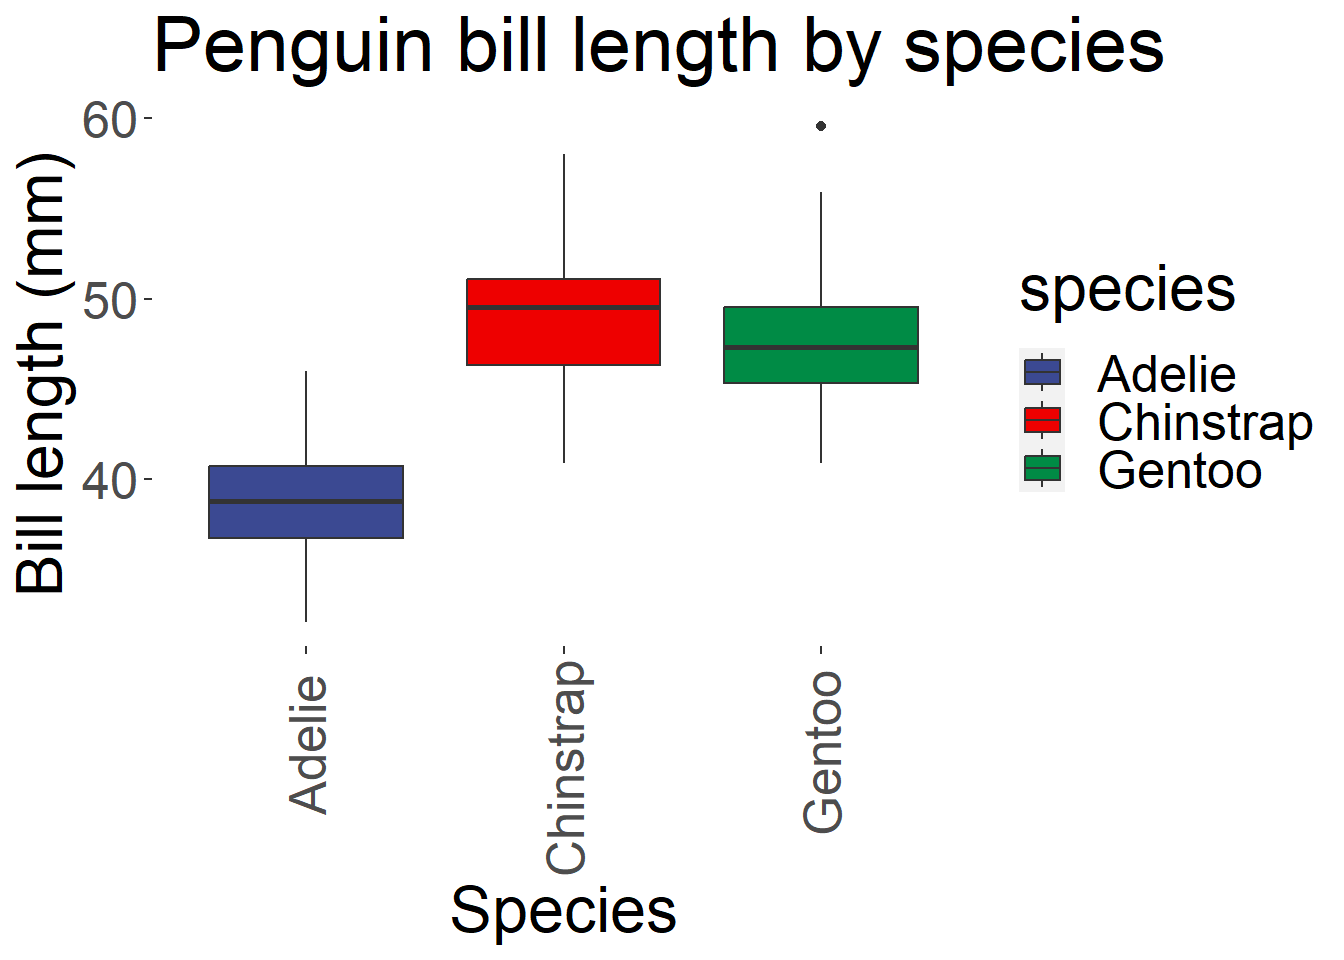 Penguin bill length by species
Bill length (mm)
60
50
40
Adelie
Chinstrap
Gentoo
Species
species
Adelie
Chinstrap
Gentoo